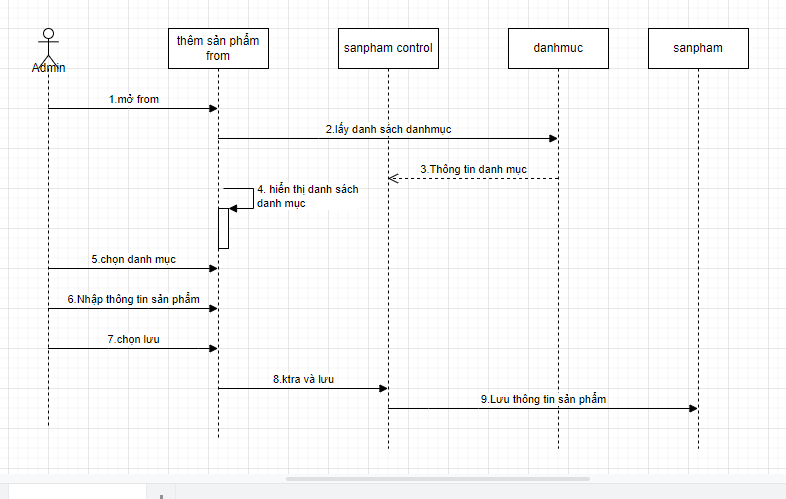 thêm sản phẩm
from
sanpham control
danhmuc
sanpham
Admin
1.mở from
2.lấy danh sách danhmục
3.Thông tin danh mục
4. hiển thị danh sách
danh mục
5.chọn danh mục
6.Nhập thông tin sản phẩm
7.chọn lưu
8.ktra và lưu
9.Lưu thông tin sản phẩm